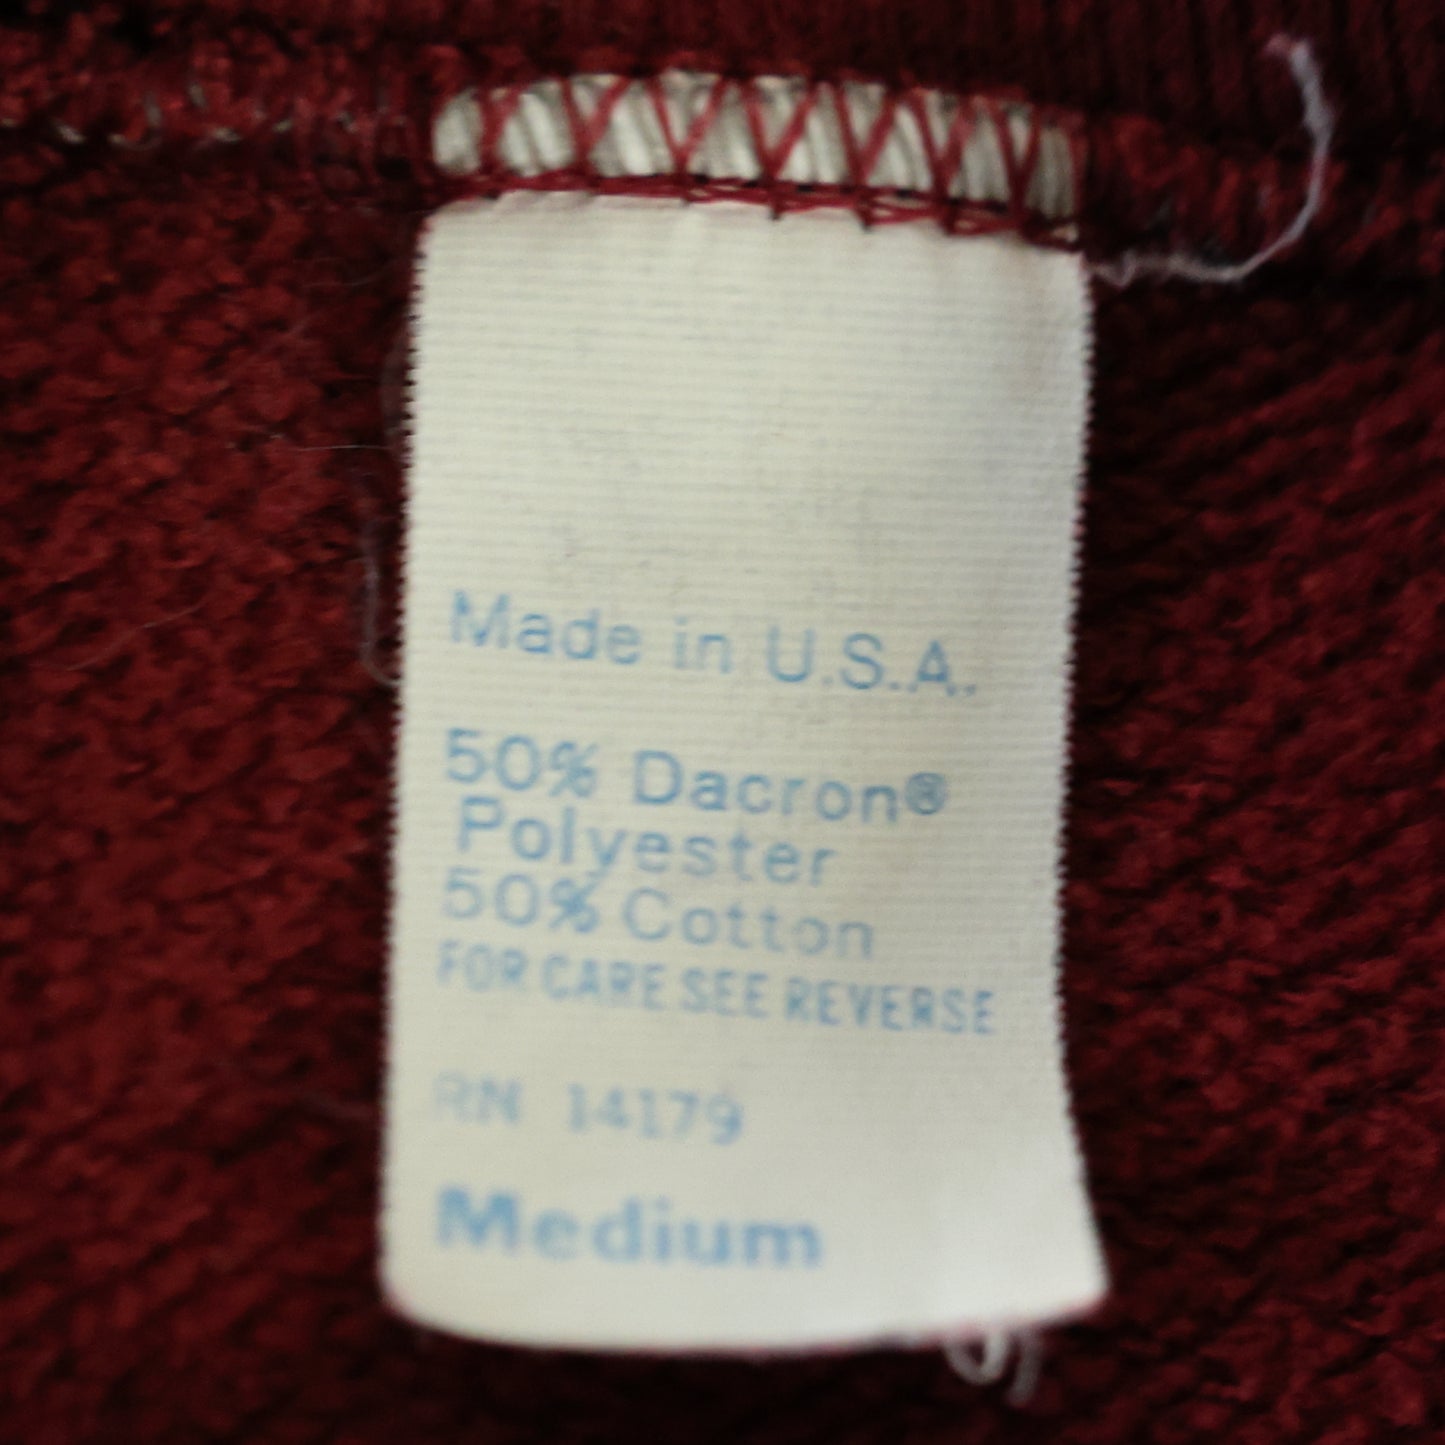 Made in U.S.A.
50% Dacron®
Polyester
50% Cotton
FOR CARE SEE REVERSE
RN 14179
Medium